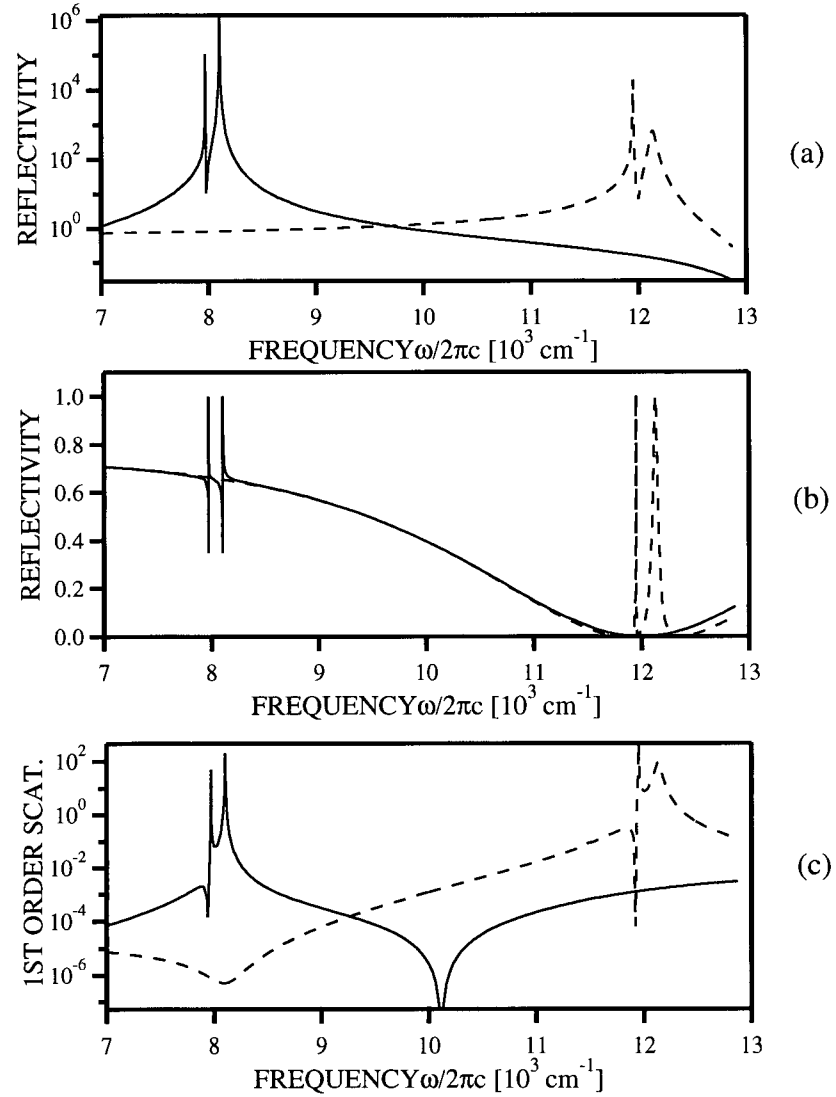 10^6
10^4
10^2
10^0
REFLECTIVITY
(a)
7 8 9 10 11 12 13
FREQUENCYω/2πc [10^3 cm^-1]
1.0
0.8
0.6
0.4
0.2
0.0
REFLECTIVITY
(b)
7 8 9 10 11 12 13
FREQUENCYω/2πc [10^3 cm^-1]
10^2
10^0
10^-2
10^-4
10^-6
1ST ORDER SCAT.
(c)
7 8 9 10 11 12 13
FREQUENCYω/2πc [10^3 cm^-1]